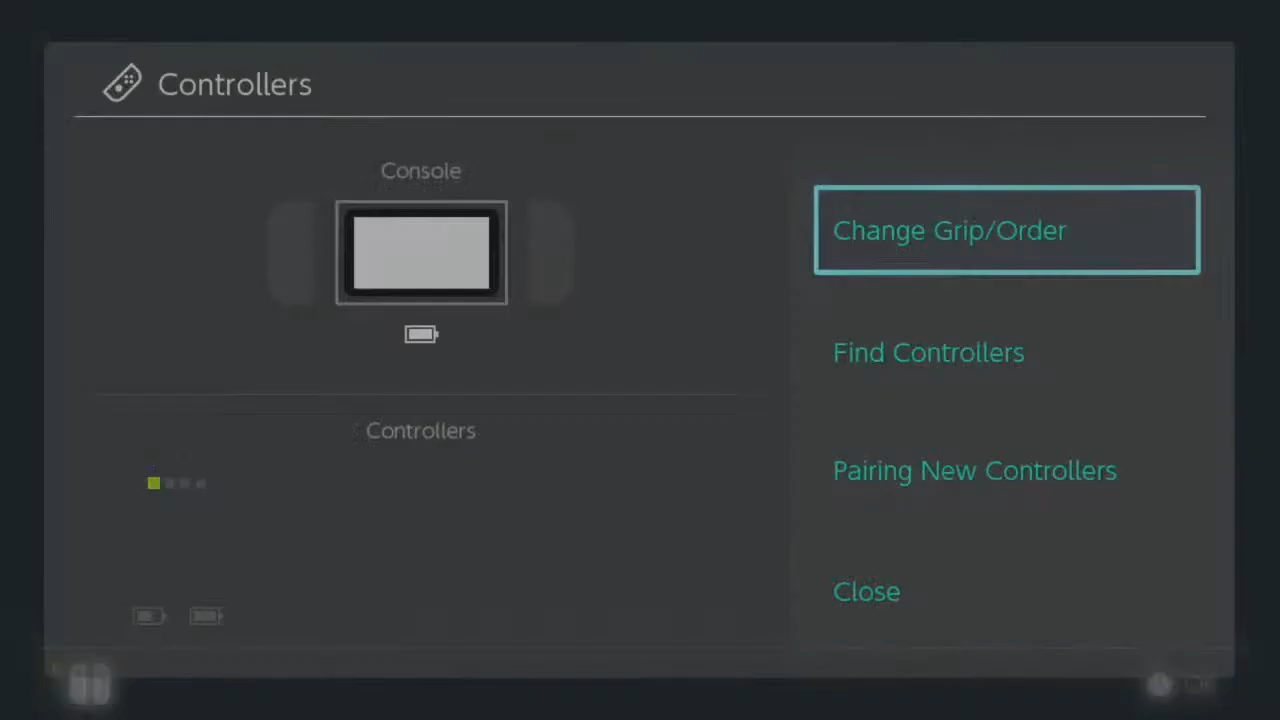 Controllers
Console
Change Grip/Order
Find Controllers
Controllers
Pairing New Controllers
Close